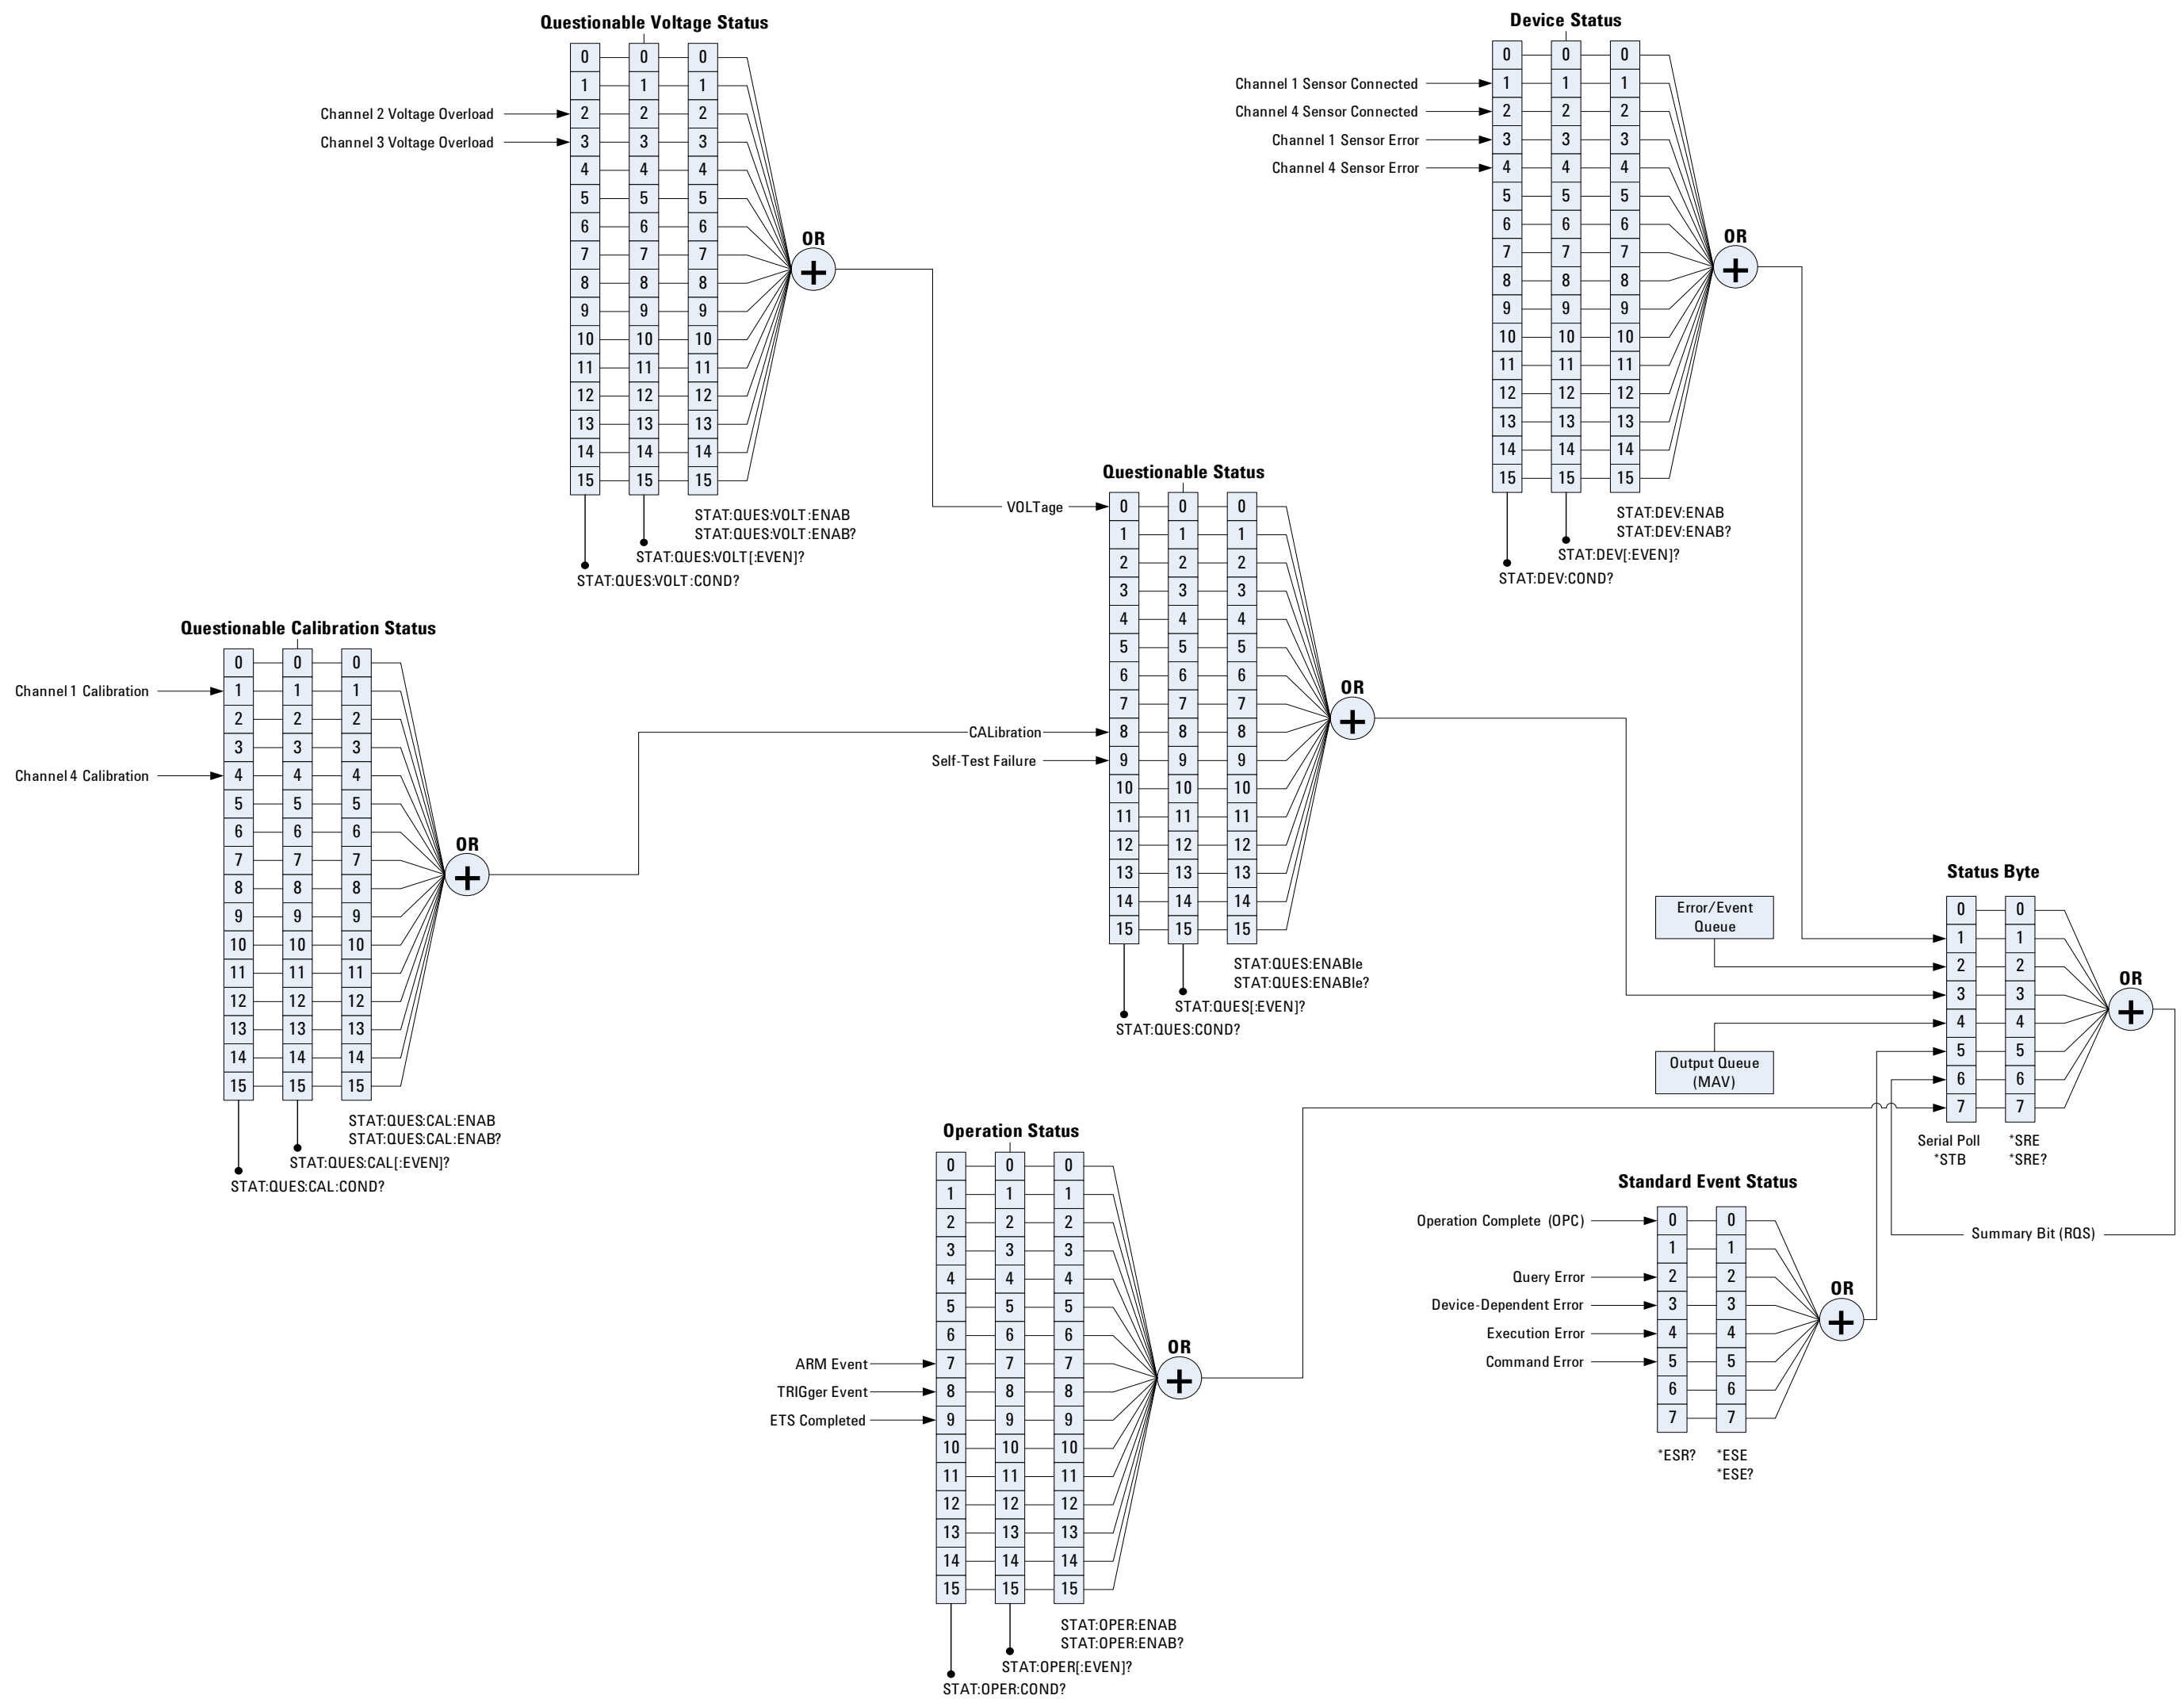 Questionable Voltage Status
0 0 0
1 1 1
Channel 2 Voltage Overload 2 2 2
Channel 3 Voltage Overload 3 3 3
4 4 4
5 5 5
6 6 6
7 7 7
8 8 8
9 9 9
10 10 10
11 11 11
12 12 12
13 13 13
14 14 14
15 15 15
OR
+
STAT:QUES:VOLT:ENAB
STAT:QUES:VOLT:ENAB?
STAT:QUES:VOLT[:EVEN]?
STAT:QUES:VOLT:COND?
Device Status
0 0 0
Channel 1 Sensor Connected 1 1 1
Channel 4 Sensor Connected 2 2 2
Channel 1 Sensor Error 3 3 3
Channel 4 Sensor Error 4 4 4
5 5 5
6 6 6
7 7 7
8 8 8
9 9 9
10 10 10
11 11 11
12 12 12
13 13 13
14 14 14
15 15 15
OR
+
STAT:DEV:ENAB
STAT:DEV:ENAB?
STAT:DEV[:EVEN]?
STAT:DEV:COND?
Questionable Calibration Status
0 0 0
Channel 1 Calibration 1 1 1
2 2 2
3 3 3
Channel 4 Calibration 4 4 4
5 5 5
6 6 6
7 7 7
8 8 8
9 9 9
10 10 10
11 11 11
12 12 12
13 13 13
14 14 14
15 15 15
OR
+
STAT:QUES:CAL:ENAB
STAT:QUES:CAL:ENAB?
STAT:QUES:CAL[:EVEN]?
STAT:QUES:CAL:COND?
Questionable Status
VOLTage 0 0 0
1 1 1
2 2 2
3 3 3
4 4 4
5 5 5
6 6 6
7 7 7
CALibration 8 8 8
Self-Test Failure 9 9 9
10 10 10
11 11 11
12 12 12
13 13 13
14 14 14
15 15 15
OR
+
STAT:QUES:ENABle
STAT:QUES:ENABle?
STAT:QUES[:EVEN]?
STAT:QUES:COND?
Operation Status
0 0 0
1 1 1
2 2 2
3 3 3
4 4 4
5 5 5
6 6 6
ARM Event 7 7 7
TRIGger Event 8 8 8
ETS Completed 9 9 9
10 10 10
11 11 11
12 12 12
13 13 13
14 14 14
15 15 15
OR
+
STAT:OPER:ENAB
STAT:OPER:ENAB?
STAT:OPER[:EVEN]?
STAT:OPER:COND?
Status Byte
Error/Event
Queue
Output Queue
(MAV)
0 0
1 1
2 2
3 3
4 4
5 5
6 6
7 7
OR
+
Serial Poll *SRE
*STB *SRE?
Summary Bit (RQS)
Standard Event Status
Operation Complete (OPC) 0 0
1 1
Query Error 2 2
Device-Dependent Error 3 3
Execution Error 4 4
Command Error 5 5
6 6
7 7
OR
+
*ESR? *ESE
*ESE?